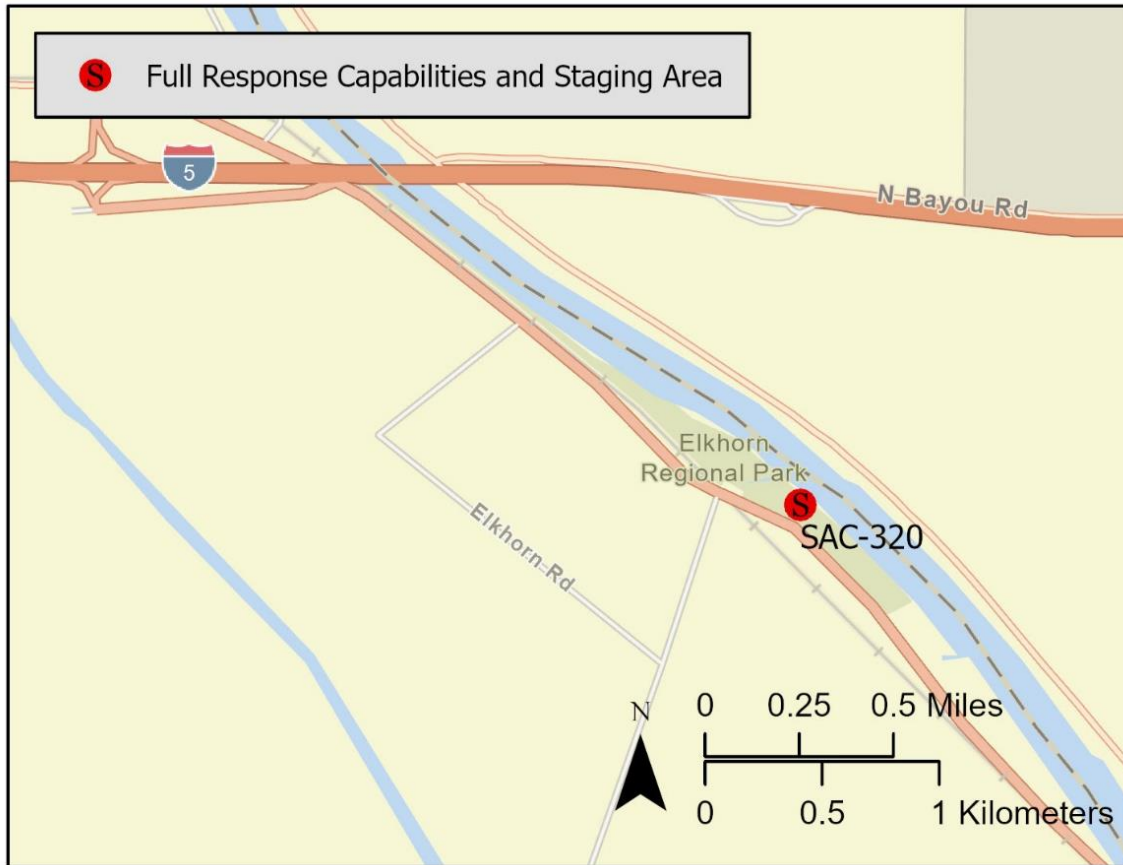 S Full Response Capabilities and Staging Area
5
N Bayou Rd
Elkhorn
Regional Park
S
SAC-320
Elkhorn Rd
N
0 0.25 0.5 Miles
0 0.5 1 Kilometers